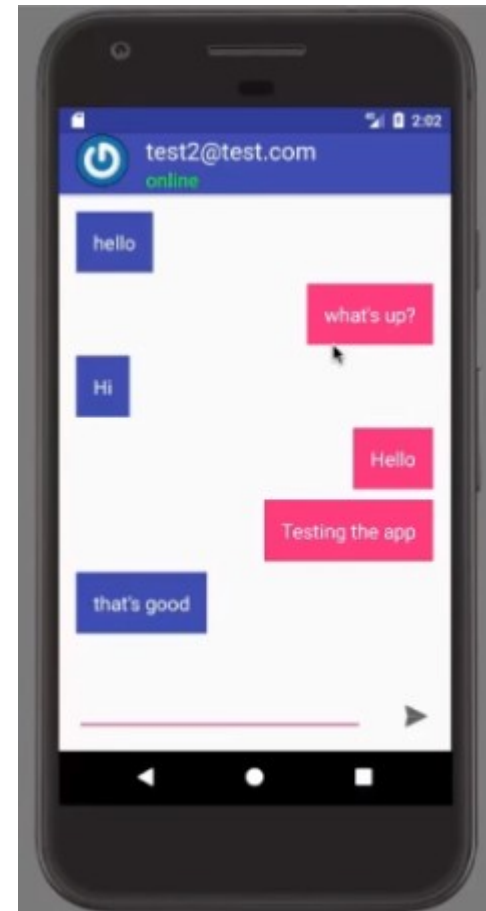 2:02
test2@test.com
online
hello
what's up?
Hi
Hello
Testing the app
that's good